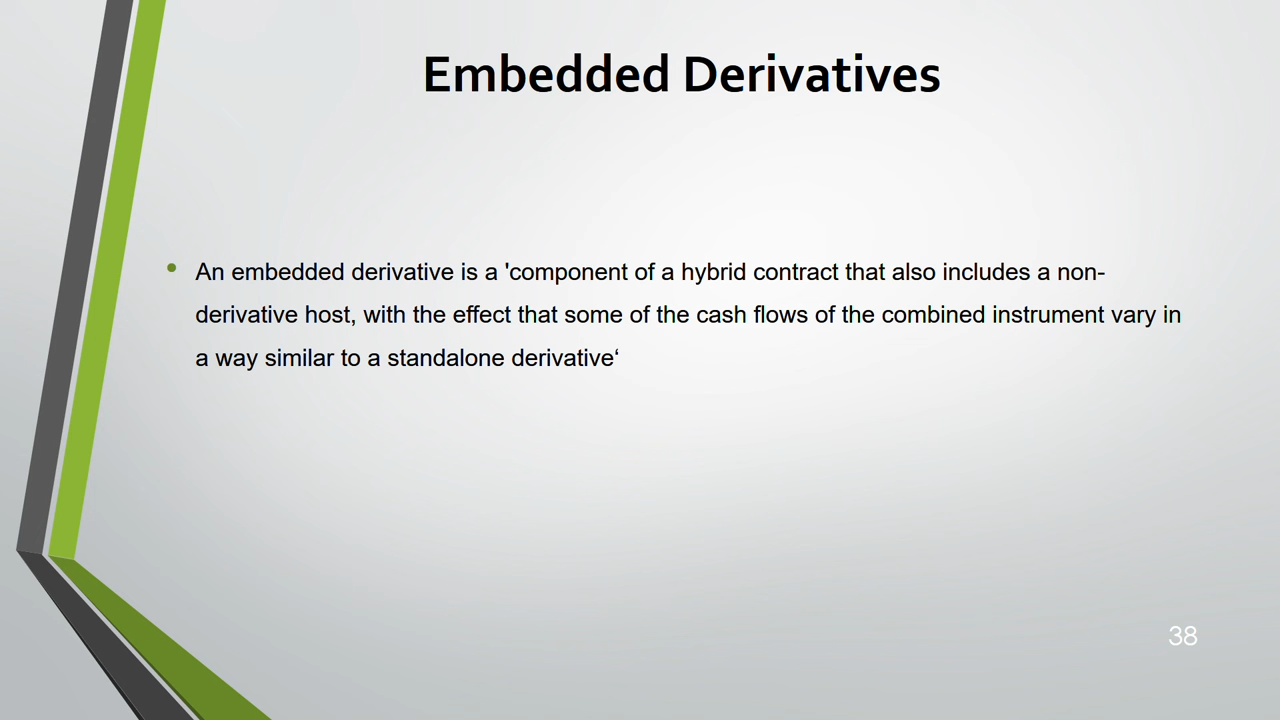 Embedded Derivatives
• An embedded derivative is a 'component of a hybrid contract that also includes a non-
derivative host, with the effect that some of the cash flows of the combined instrument vary in
a way similar to a standalone derivative‘
38